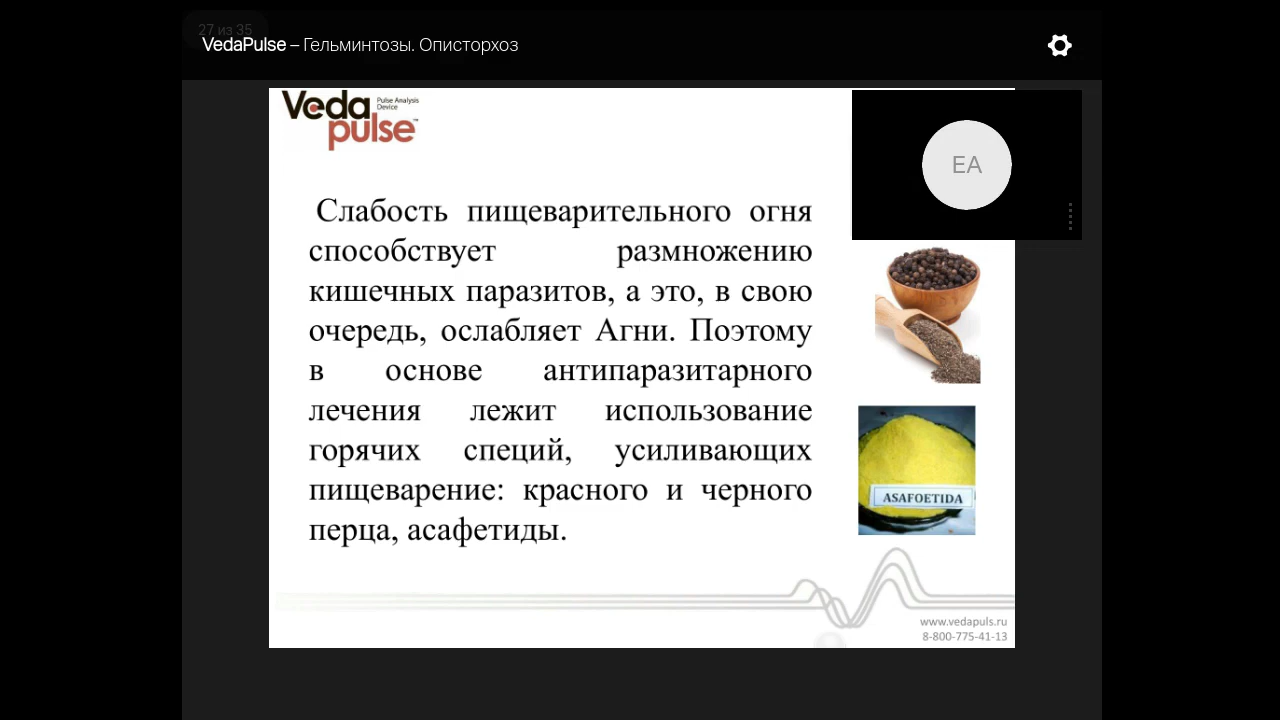 27 из 35
VedaPulse – Гельминтозы. Описторхоз
Veda
Pulse Analysis
Device
pulse™
EA
Слабость пищеварительного огня
способствует размножению
кишечных паразитов, а это, в свою
очередь, ослабляет Агни. Поэтому
в основе антипаразитарного
лечения лежит использование
горячих специй, усиливающих
пищеварение: красного и черного
перца, асафетиды.
ASAFOETIDA
www.vedapuls.ru
8-800-775-41-13